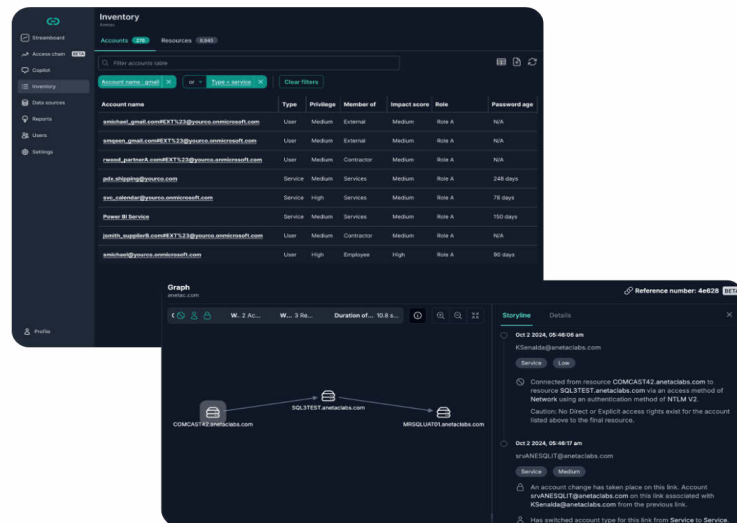 Inventory
Anetac
Accounts 276 Resources 9,945
Filter accounts table
Account name : gmail × or Type = service × Clear filters
Account name Type Privilege Member of Impact score Role Password age
amichael_gmail.com#EXT%23@yourco.onmicrosoft.com User Medium External Medium Role A N/A
smqeen_gmail.com#EXT%23@yourco.onmicrosoft.com User Medium External Medium Role A N/A
rwood_partnerA.com#EXT%23@yourco.onmicrosoft.com User Medium Contractor Medium Role A N/A
pdx.shipping@yourco.com Service Medium Services Medium Role A 248 days
svc_calendar@yourco.onmicrosoft.com Service High Services Medium Role A 78 days
Power BI Service Service Medium Services Medium Role A 150 days
jsmith_supplierB.com#EXT%23@yourco.onmicrosoft.com User Medium Contractor Medium Role A N/A
smichael@yourco.onmicrosoft.com User High Employee High Role A 90 days
Streamboard
Access chain BETA
Copilot
Inventory
Data sources
Reports
Users
Settings
Profile
Graph
anetac.com
Reference number: 4e628 BETA
W.. 2 Ac... W... 3 Re... Duration of... 10.8 s...
COMCAST42.anetaclabs.com
SQL3TEST.anetaclabs.com
MRSQLUAT01.anetaclabs.com
Storyline Details
Oct 2 2024, 05:46:06 am
KSenalda@anetaclabs.com
Service Low
Connected from resource COMCAST42.anetaclabs.com to
resource SQL3TEST.anetaclabs.com via an access method of
Network using an authentication method of NTLM V2.
Caution: No Direct or Explicit access rights exist for the account
listed above to the final resource.
Oct 2 2024, 05:46:17 am
srvANESQLIT@anetaclabs.com
Service Medium
An account change has taken place on this link. Account
srvANESQLIT@anetaclabs.com on this link associated with
KSenalda@anetaclabs.com from the previous link.
Has switched account type for this link from Service to Service.